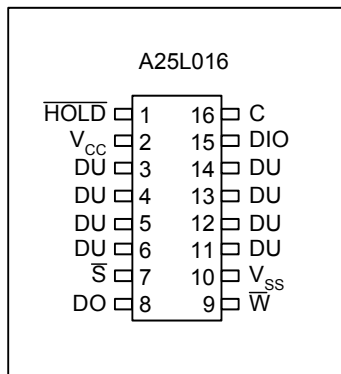 A25L016
HOLD 1 16 C
VCC 2 15 DIO
DU 3 14 DU
DU 4 13 DU
DU 5 12 DU
DU 6 11 DU
S 7 10 VSS
DO 8 9 W